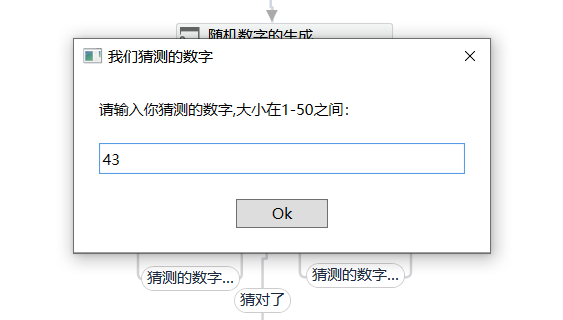 随机数字的生成
我们猜测的数字
请输入你猜测的数字,大小在1-50之间：
43
Ok
猜测的数字...
猜测的数字...
猜对了